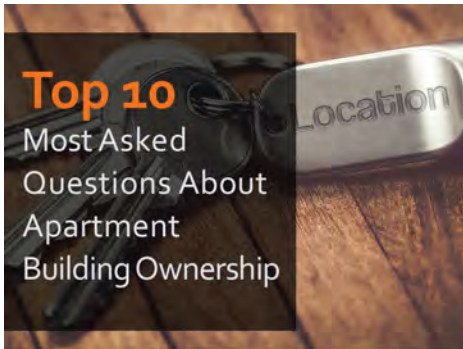 Top 10
Most Asked
Questions About
Apartment
Building Ownership
Location